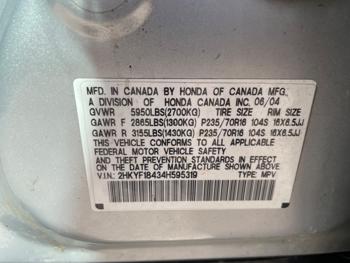 MFD. IN CANADA BY HONDA OF CANADA MFG.,
A DIVISION OF HONDA CANADA INC. 06/04
GVWR 5950LBS(2700KG) TIRE SIZE RIM SIZE
GAWR F 2865LBS(1300KG) P235/70R16 104S 16X6.5JJ
GAWR R 3155LBS(1430KG) P235/70R16 104S 16X6.5JJ
THIS VEHICLE CONFORMS TO ALL APPLICABLE
FEDERAL MOTOR VEHICLE SAFETY
AND THEFT PREVENTION STANDARDS IN EFFECT ON
THE DATE OF MANUFACTURE SHOWN ABOVE.
V.I.N: 2HKYF18434H595319 TYPE: MPV